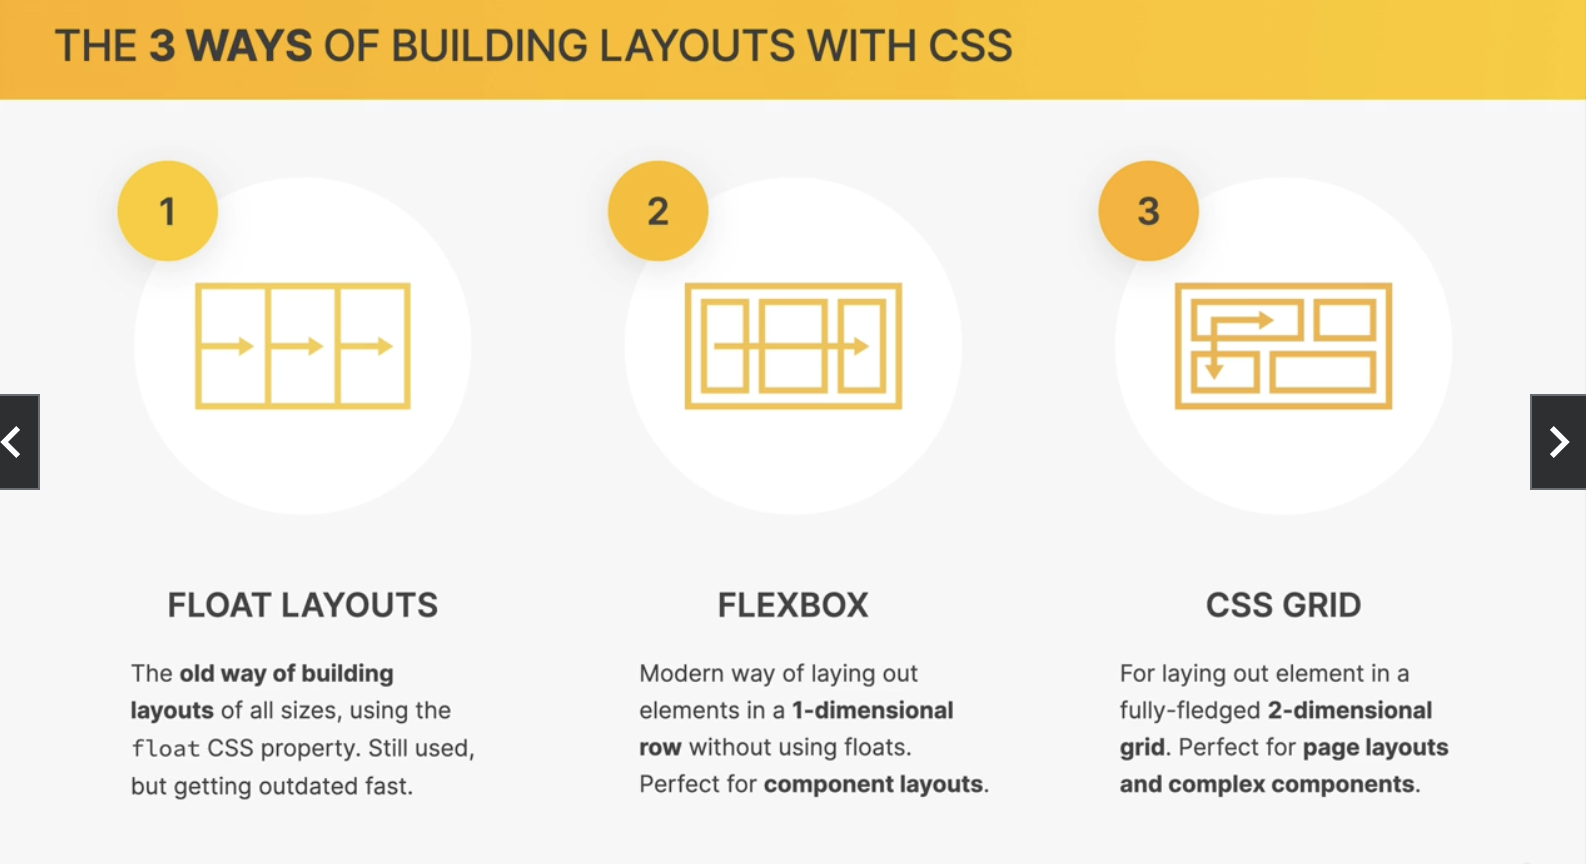 THE 3 WAYS OF BUILDING LAYOUTS WITH CSS
1
2
3
FLOAT LAYOUTS
The old way of building
layouts of all sizes, using the
float CSS property. Still used,
but getting outdated fast.
FLEXBOX
Modern way of laying out
elements in a 1-dimensional
row without using floats.
Perfect for component layouts.
CSS GRID
For laying out element in a
fully-fledged 2-dimensional
grid. Perfect for page layouts
and complex components.